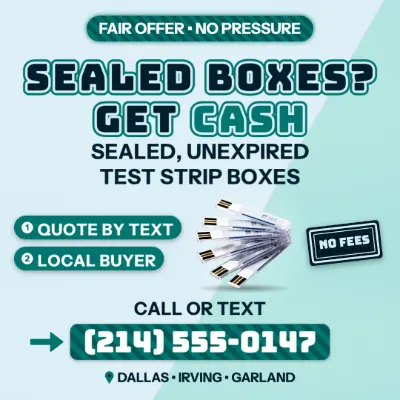 FAIR OFFER • NO PRESSURE
SEALED BOXES?
GET CASH
SEALED, UNEXPIRED
TEST STRIP BOXES
1 QUOTE BY TEXT
2 LOCAL BUYER
NO FEES
CALL OR TEXT
(214) 555-0147
DALLAS • IRVING • GARLAND